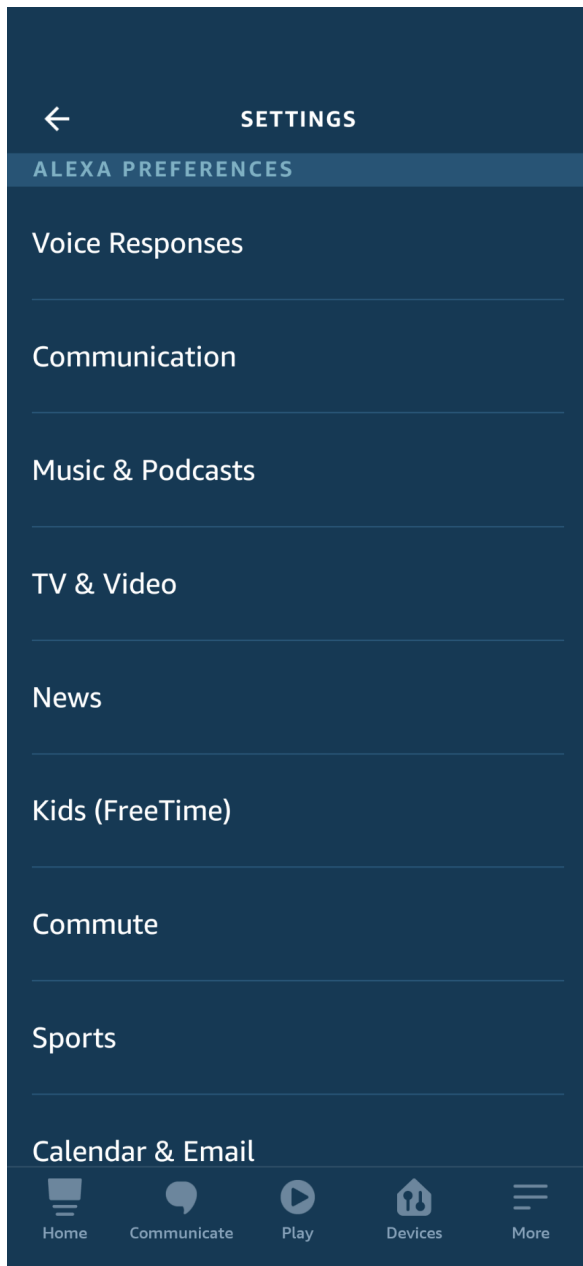 SETTINGS
ALEXA PREFERENCES
Voice Responses
Communication
Music & Podcasts
TV & Video
News
Kids (FreeTime)
Commute
Sports
Calendar & Email
Home Communicate Play Devices More